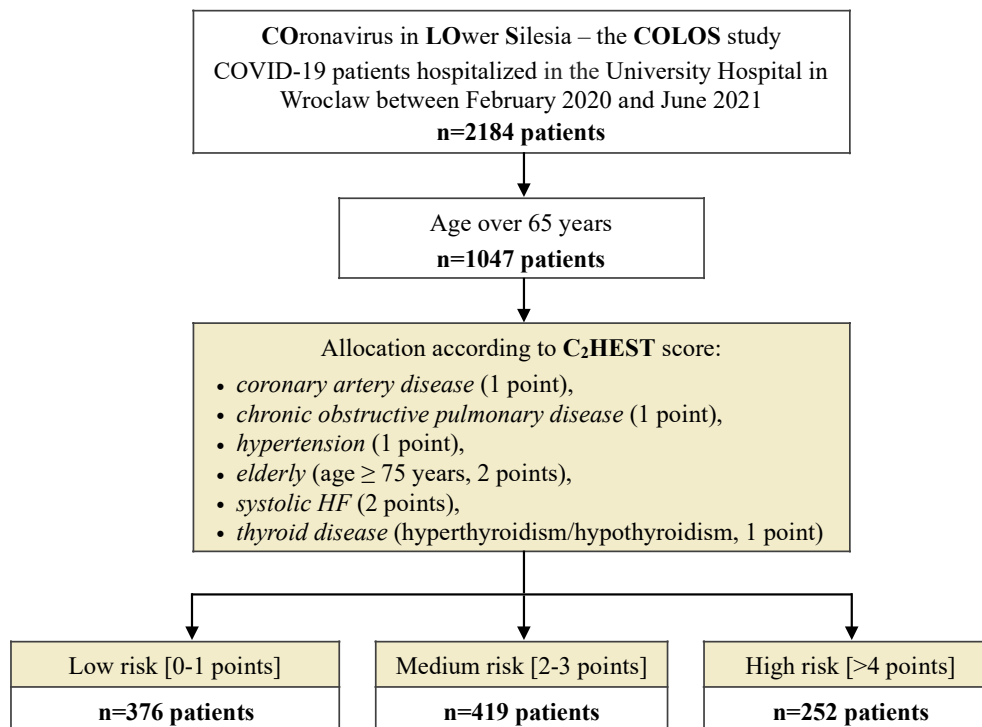 COronavirus in LOwer Silesia – the COLOS study
COVID-19 patients hospitalized in the University Hospital in
Wroclaw between February 2020 and June 2021
n=2184 patients
Age over 65 years
n=1047 patients
Allocation according to C₂HEST score:
• coronary artery disease (1 point),
• chronic obstructive pulmonary disease (1 point),
• hypertension (1 point),
• elderly (age ≥ 75 years, 2 points),
• systolic HF (2 points),
• thyroid disease (hyperthyroidism/hypothyroidism, 1 point)
Low risk [0-1 points]
n=376 patients
Medium risk [2-3 points]
n=419 patients
High risk [>4 points]
n=252 patients